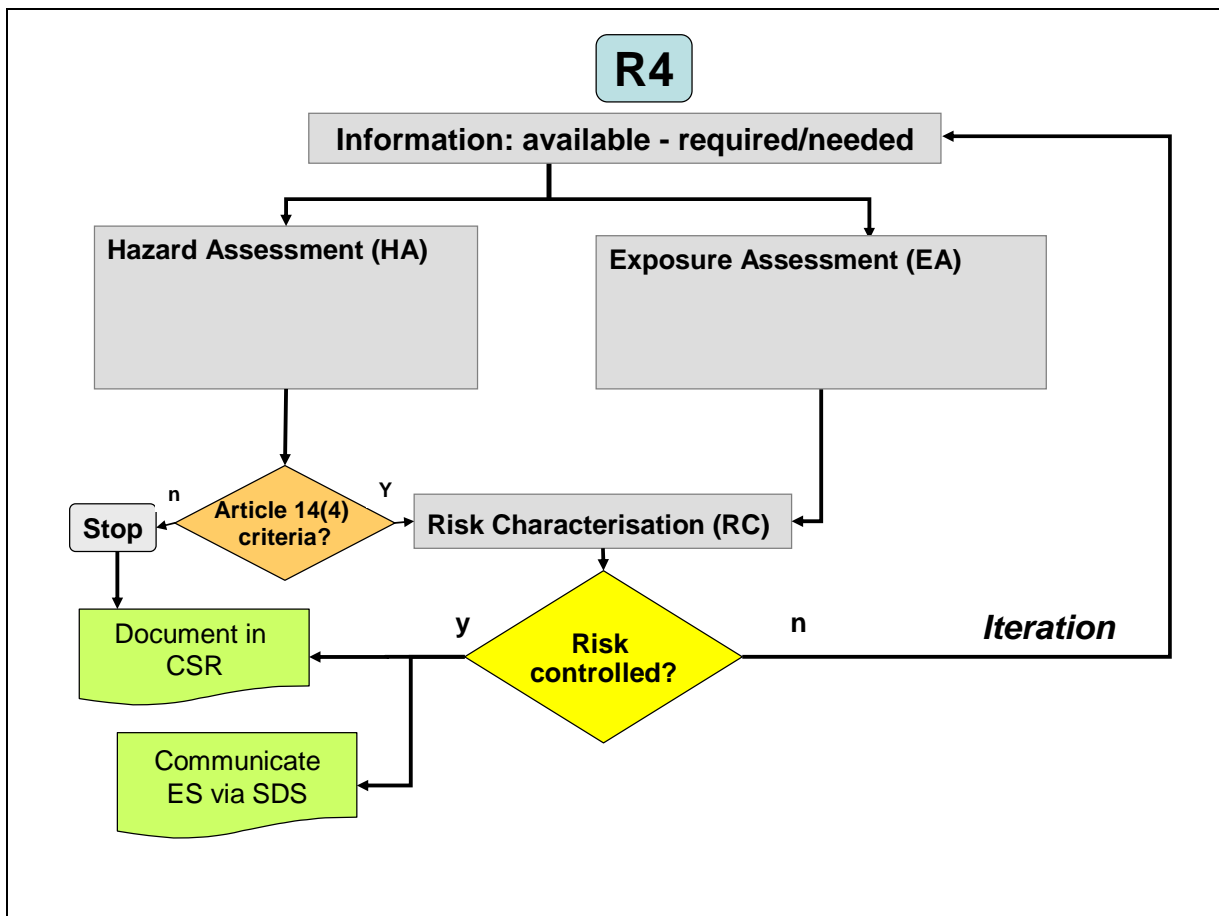 R4
Information: available - required/needed
Hazard Assessment (HA)
Exposure Assessment (EA)
n
Y
Article 14(4)
criteria?
Stop
Risk Characterisation (RC)
Document in
CSR
y
n
Iteration
Risk
controlled?
Communicate
ES via SDS